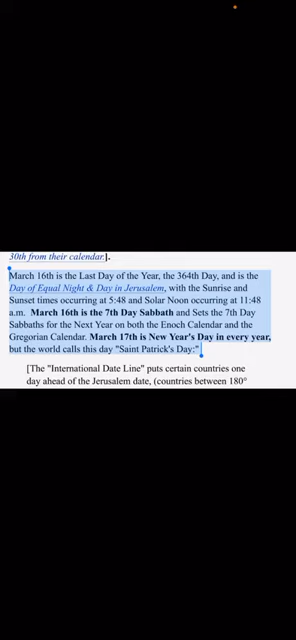 30th from their calendar.].
March 16th is the Last Day of the Year, the 364th Day, and is the
Day of Equal Night & Day in Jerusalem, with the Sunrise and
Sunset times occurring at 5:48 and Solar Noon occurring at 11:48
a.m. March 16th is the 7th Day Sabbath and Sets the 7th Day
Sabbaths for the Next Year on both the Enoch Calendar and the
Gregorian Calendar. March 17th is New Year's Day in every year,
but the world calls this day "Saint Patrick's Day:"
[The "International Date Line" puts certain countries one
day ahead of the Jerusalem date, (countries between 180°